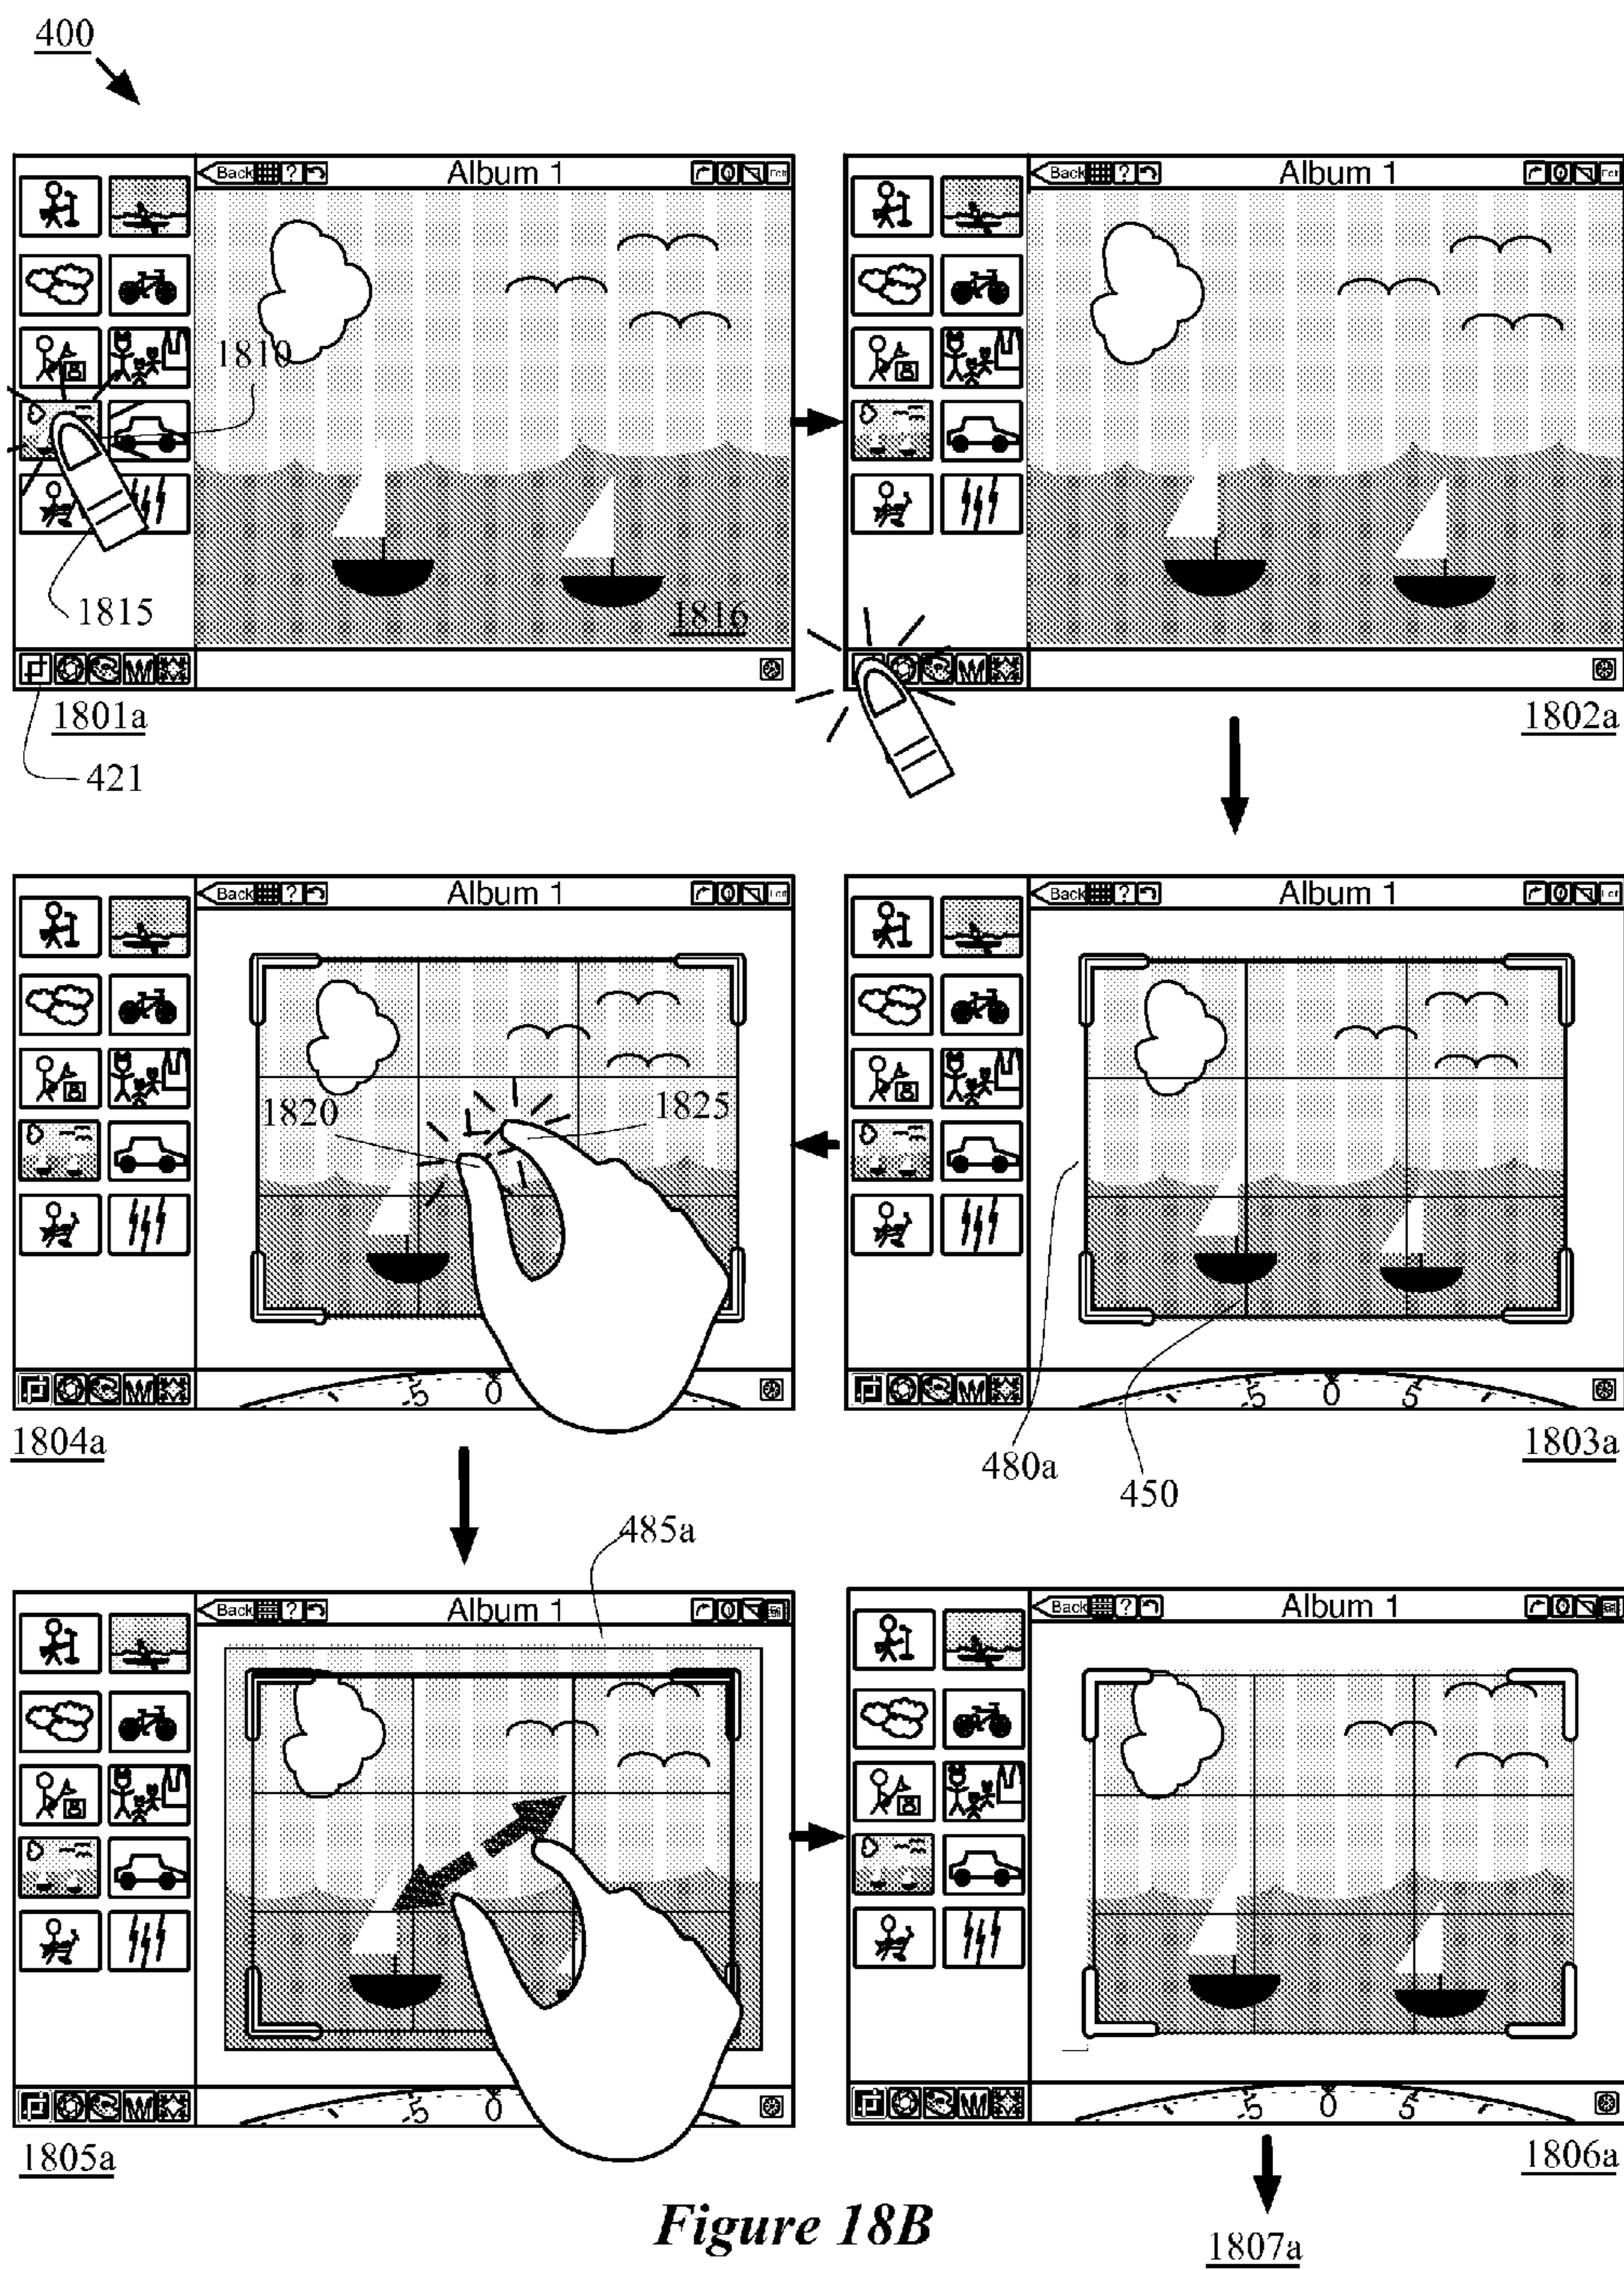 400
Back ? Album 1
Back ? Album 1
1810
1815
1816
1801a
1802a
421
Back ? Album 1
Back ? Album 1
1820
1825
-5 0
-5 0 5
1804a
1803a
480a
450
485a
Back ? Album 1
Back ? Album 1
-5 0
-5 0 5
1805a
1806a
Figure 18B
1807a